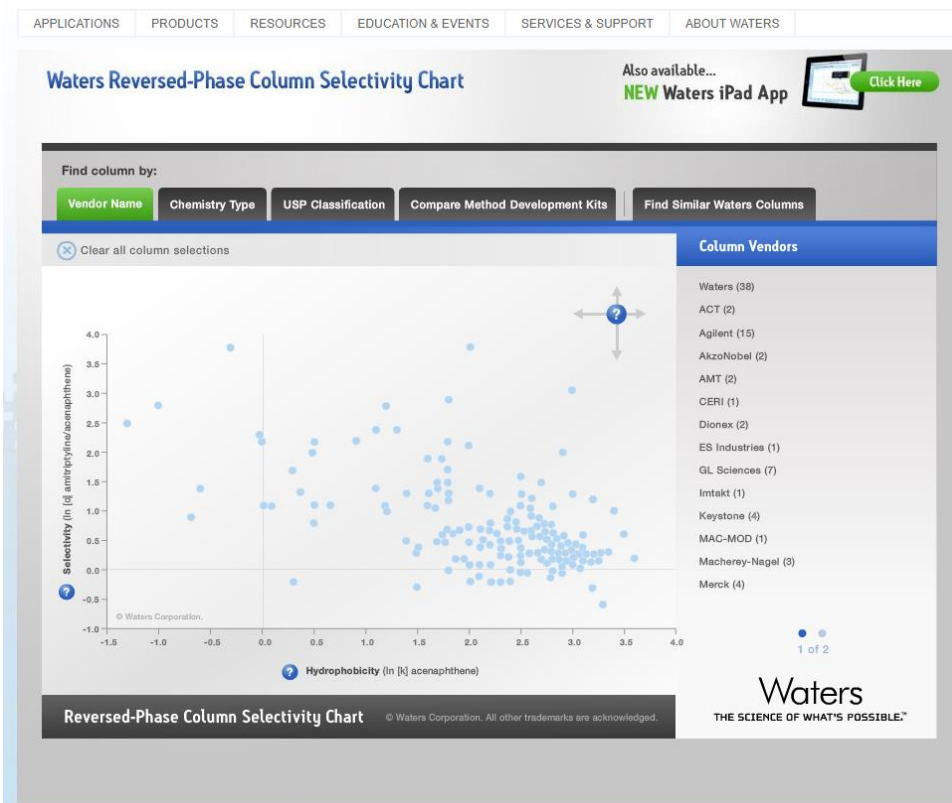 APPLICATIONS PRODUCTS RESOURCES EDUCATION & EVENTS SERVICES & SUPPORT ABOUT WATERS
Waters Reversed-Phase Column Selectivity Chart
Also available...
NEW Waters iPad App
Click Here
Find column by:
Vendor Name Chemistry Type USP Classification Compare Method Development Kits Find Similar Waters Columns
Clear all column selections
Column Vendors
Waters (38)
ACT (2)
Agilent (15)
AkzoNobel (2)
AMT (2)
CERI (1)
Dionex (2)
ES Industries (1)
GL Sciences (7)
Imtakt (1)
Keystone (4)
MAC-MOD (1)
Macherey-Nagel (3)
Merck (4)
1 of 2
Waters
THE SCIENCE OF WHAT'S POSSIBLE.™
?
4.0
3.5
3.0
2.5
2.0
1.5
1.0
0.5
0.0
-0.5
-1.0
Selectivity (ln [α] amitriptyline/acenaphthene)
?
© Waters Corporation.
-1.5 -1.0 -0.5 0.0 0.5 1.0 1.5 2.0 2.5 3.0 3.5 4.0
? Hydrophobicity (ln [k] acenaphthene)
Reversed-Phase Column Selectivity Chart © Waters Corporation. All other trademarks are acknowledged.